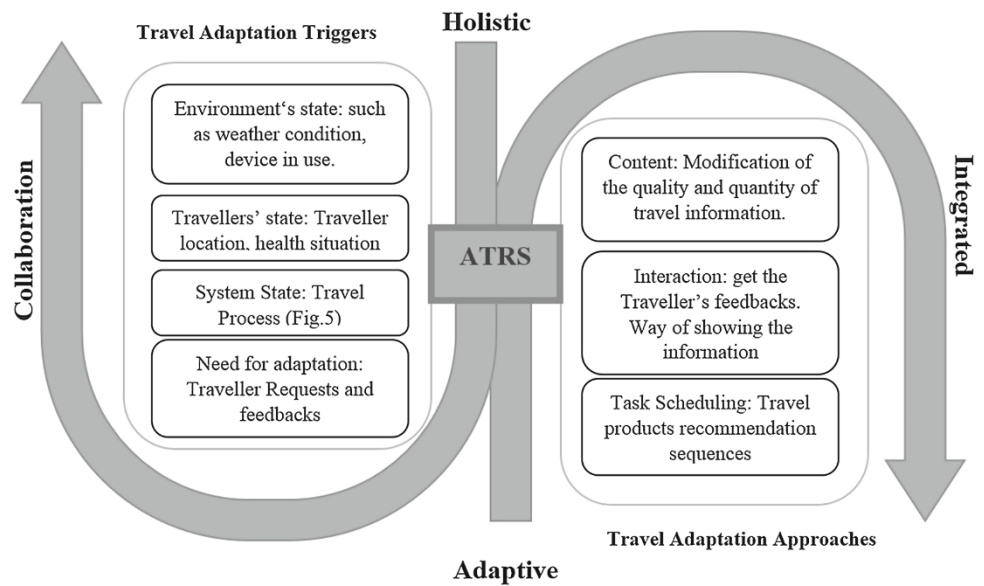 Holistic
Travel Adaptation Triggers
Environment‘s state: such
as weather condition,
device in use.
Travellers’ state: Traveller
location, health situation
System State: Travel
Process (Fig.5)
Need for adaptation:
Traveller Requests and
feedbacks
Collaboration
ATRS
Content: Modification of
the quality and quantity of
travel information.
Interaction: get the
Traveller’s feedbacks.
Way of showing the
information
Task Scheduling: Travel
products recommendation
sequences
Integrated
Travel Adaptation Approaches
Adaptive